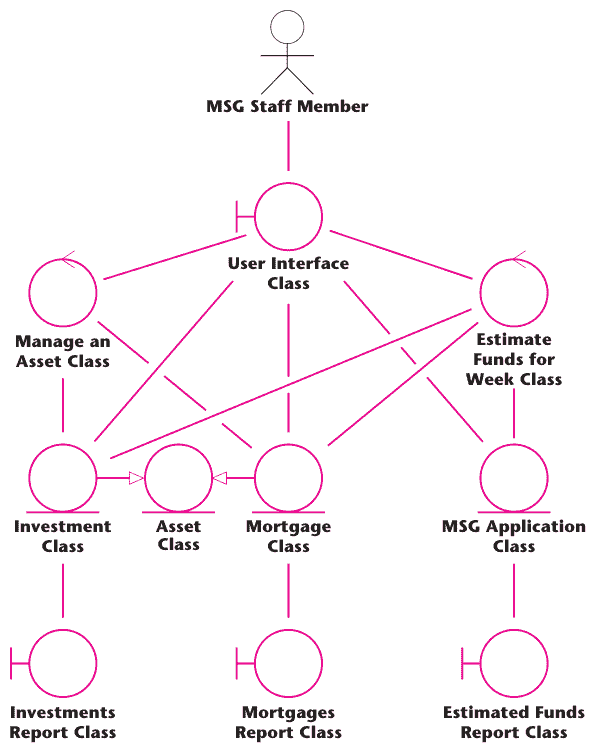 MSG Staff Member
User Interface
Class
Manage an
Asset Class
Estimate
Funds for
Week Class
Investment
Class
Asset
Class
Mortgage
Class
MSG Application
Class
Investments
Report Class
Mortgages
Report Class
Estimated Funds
Report Class